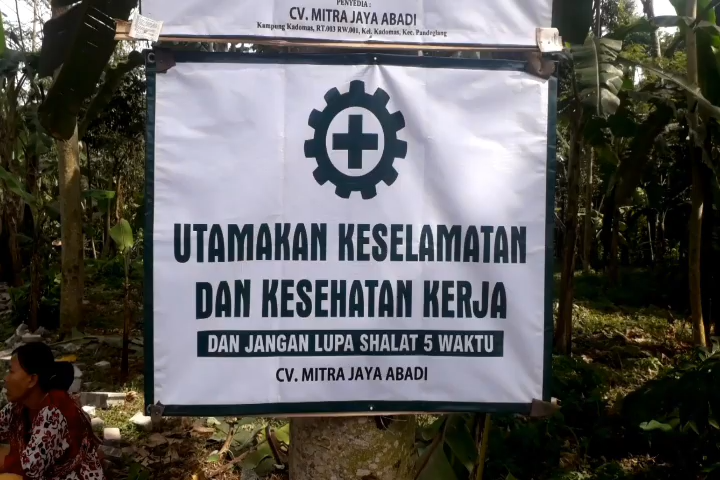 PENYEDIA :
CV. MITRA JAYA ABADI
Kampung Kadomas, RT.003 RW.001, Kel. Kadomas, Kec. Pandeglang
UTAMAKAN KESELAMATAN
DAN KESEHATAN KERJA
DAN JANGAN LUPA SHALAT 5 WAKTU
CV. MITRA JAYA ABADI